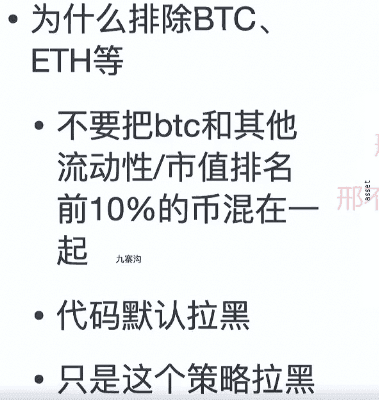 为什么排除BTC、
ETH等
不要把btc和其他
流动性/市值排名
前10%的币混在一
起
九寨沟
代码默认拉黑
只是这个策略拉黑
邢
asset